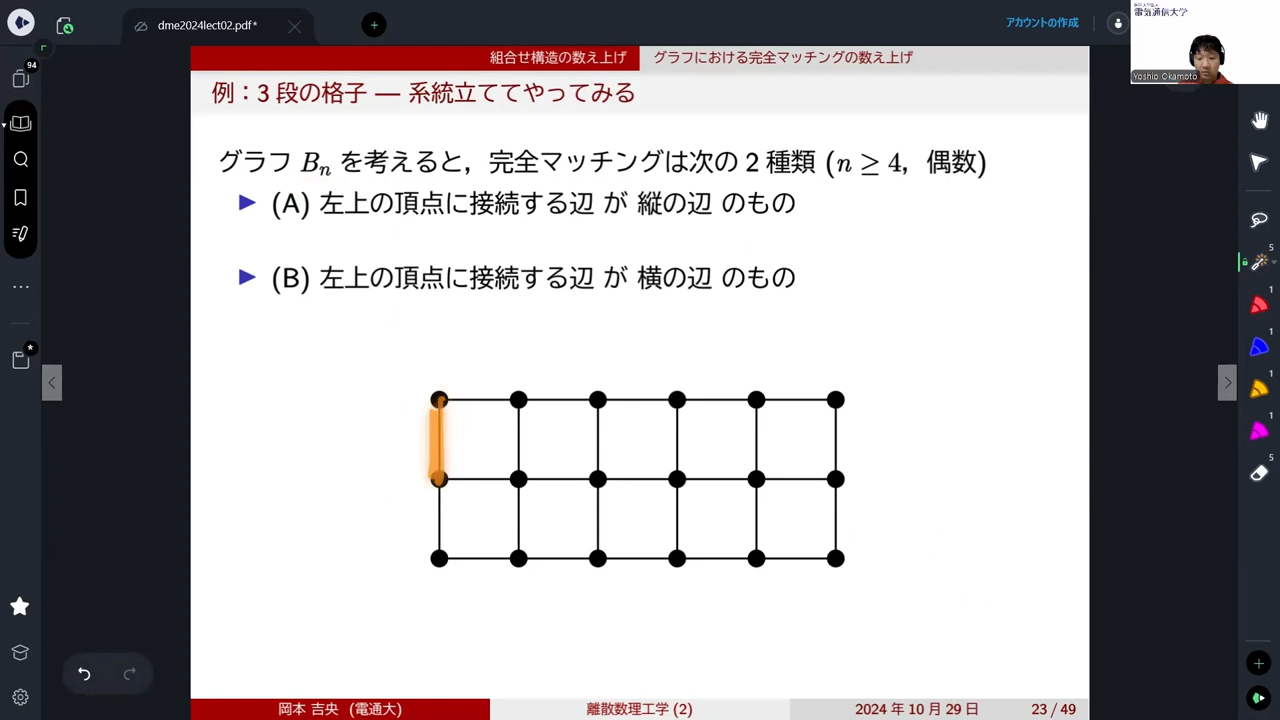 dme2024lect02.pdf*
アカウントの作成
電気通信大学
Yoshio Okamoto
94
組合せ構造の数え上げ
グラフにおける完全マッチングの数え上げ
例：3 段の格子 — 系統立ててやってみる
グラフ Bn を考えると，完全マッチングは次の 2 種類 (n ≥ 4，偶数)
(A) 左上の頂点に接続する辺 が 縦の辺 のもの
(B) 左上の頂点に接続する辺 が 横の辺 のもの
5
1
1
1
1
5
岡本 吉央 (電通大)
離散数理工学 (2)
2024 年 10 月 29 日
23 / 49